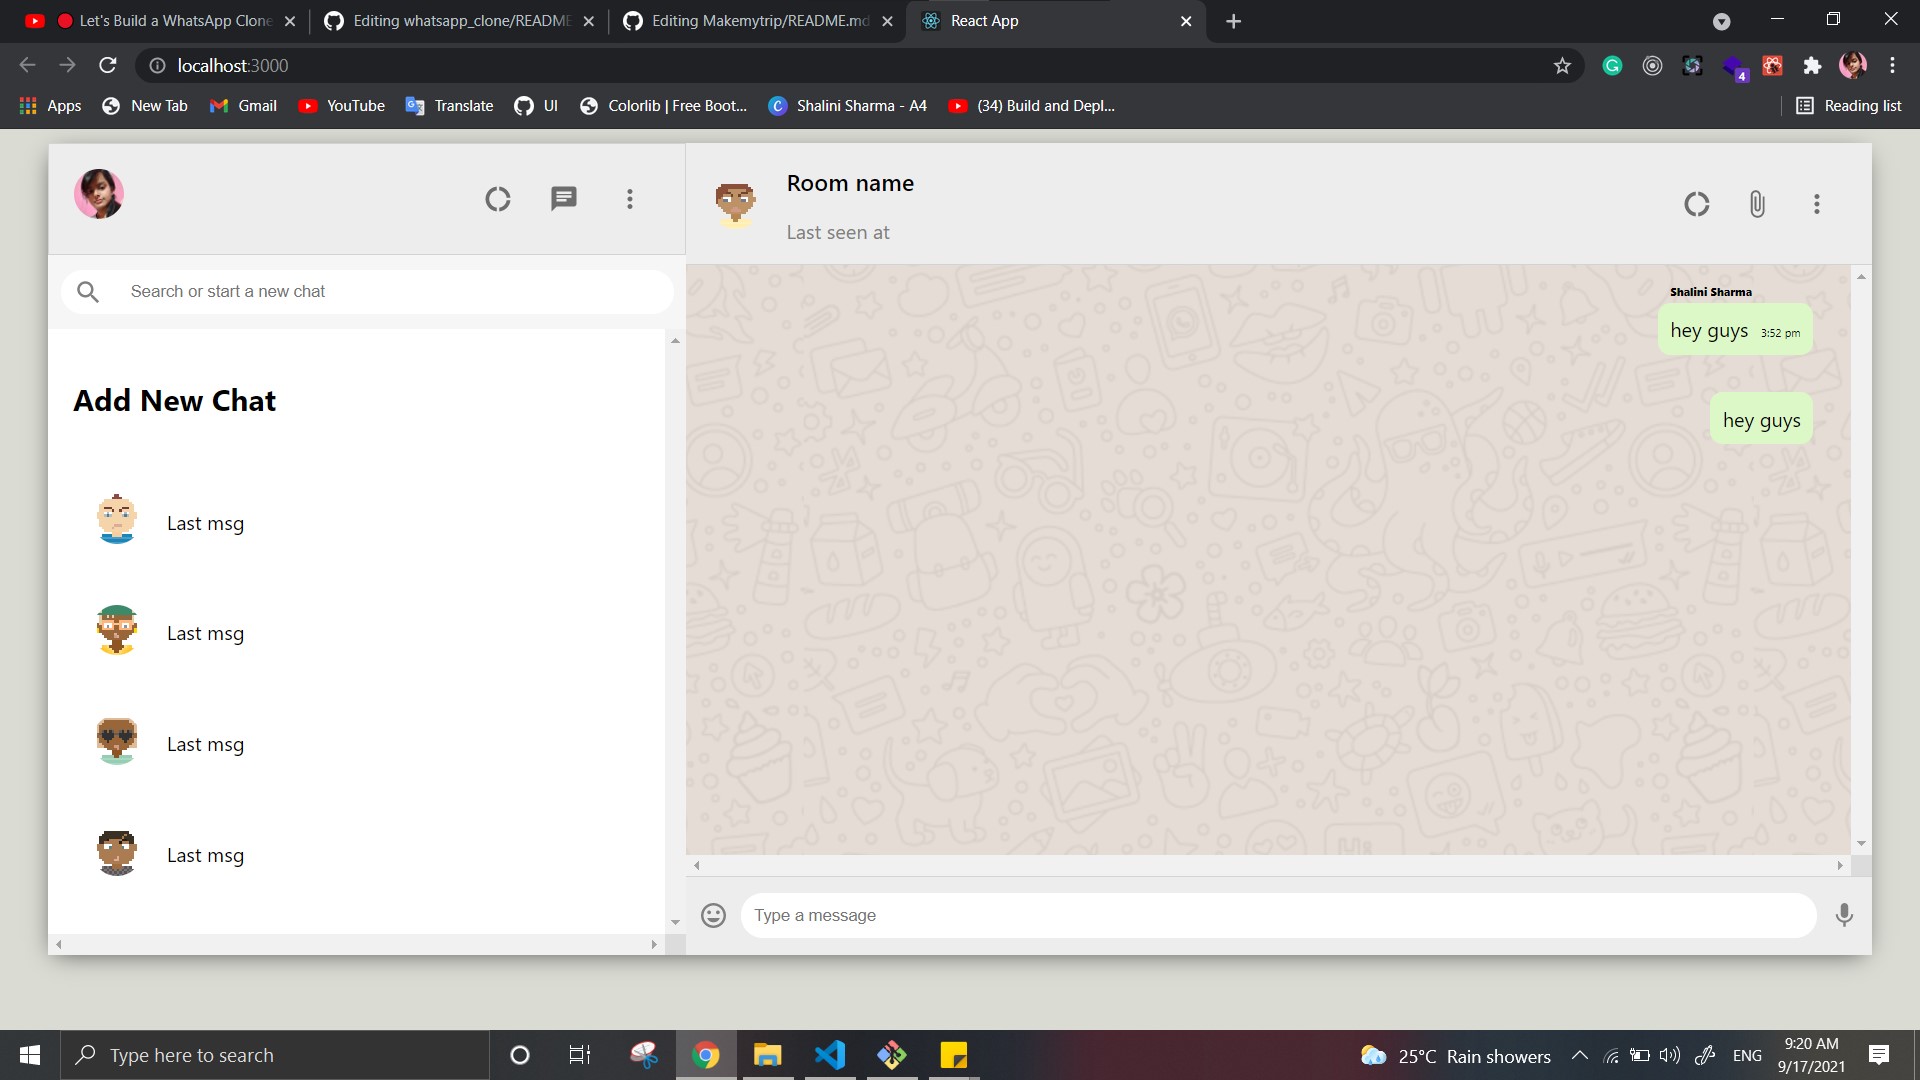 Let's Build a WhatsApp Clone
Editing whatsapp_clone/README
Editing Makemytrip/README.md
React App
localhost:3000
4
Apps
New Tab
Gmail
YouTube
Translate
UI
Colorlib | Free Boot...
Shalini Sharma - A4
(34) Build and Depl...
Reading list
Room name
Last seen at
Search or start a new chat
Shalini Sharma
hey guys 3:52 pm
hey guys
Add New Chat
Last msg
Last msg
Last msg
Last msg
Type a message
Type here to search
25°C Rain showers
ENG
9:20 AM
9/17/2021